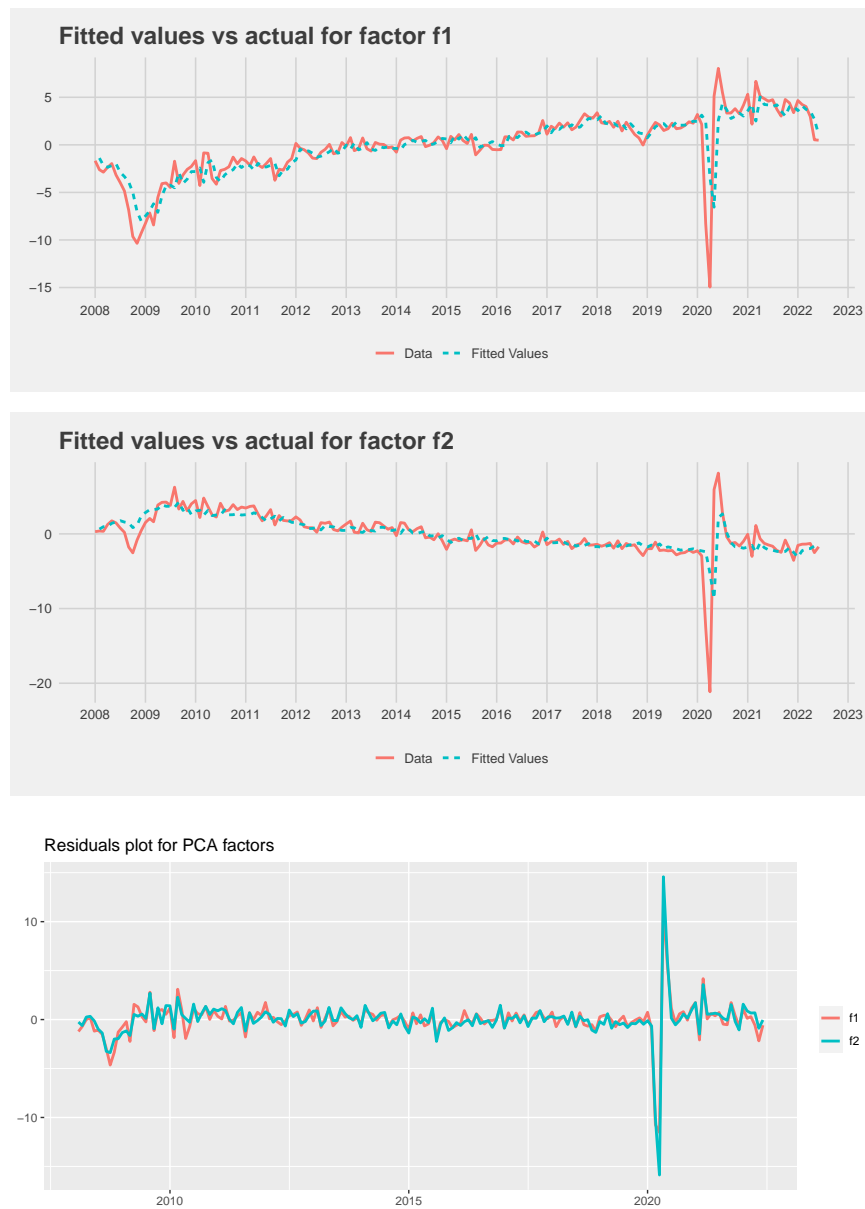 Fitted values vs actual for factor f1
5
0
−5
−10
−15
2008 2009 2010 2011 2012 2013 2014 2015 2016 2017 2018 2019 2020 2021 2022 2023
Data Fitted Values
Fitted values vs actual for factor f2
0
−10
−20
2008 2009 2010 2011 2012 2013 2014 2015 2016 2017 2018 2019 2020 2021 2022 2023
Data Fitted Values
Residuals plot for PCA factors
10
0
−10
2010 2015 2020
f1
f2